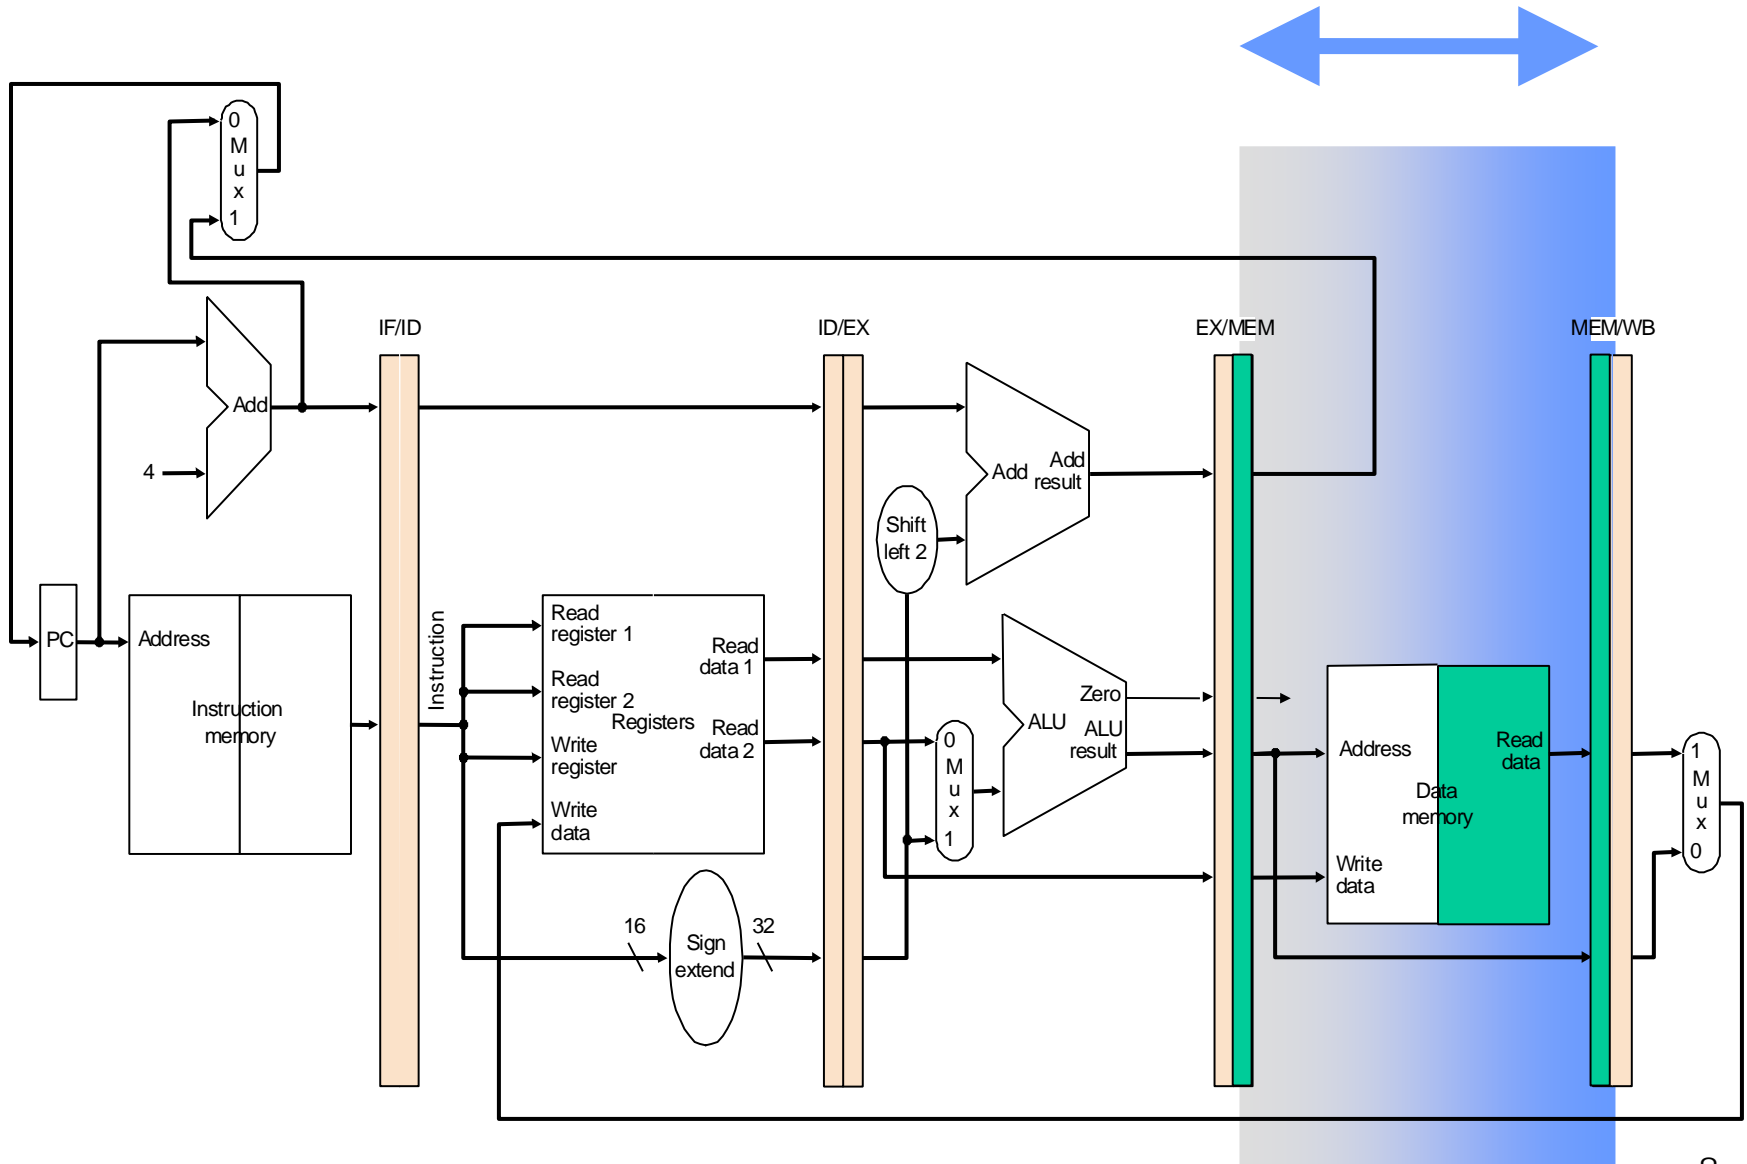 0
M
u
x
1
IF/ID
ID/EX
EX/MEM
MEM/WB
Add
4
Add
Add
result
Shift
left 2
PC
Address
Instruction
memory
Instruction
Read
register 1
Read
register 2
Write
register
Write
data
Registers
Read
data 1
Read
data 2
0
M
u
x
1
Zero
ALU
ALU
result
Address
Read
data
Data
memory
Write
data
1
M
u
x
0
16
Sign
extend
32